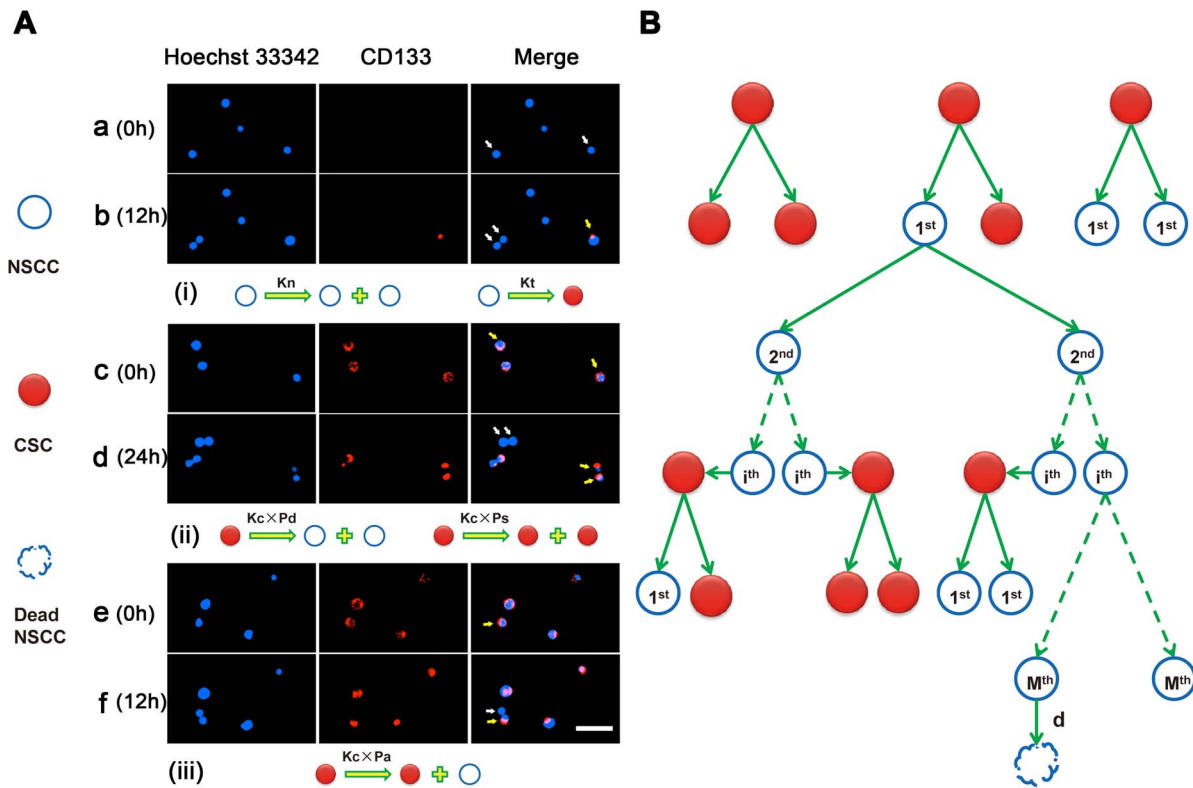 A
B
Hoechst 33342 CD133 Merge
a (0h)
b (12h)
NSCC
(i) Kn Kt
c (0h)
CSC
d (24h)
(ii) Kc×Pd Kc×Ps
e (0h)
Dead
NSCC
f (12h)
(iii) Kc×Pa
1st 1st 1st
2nd 2nd
ith ith ith ith
1st 1st 1st
Mth Mth
d